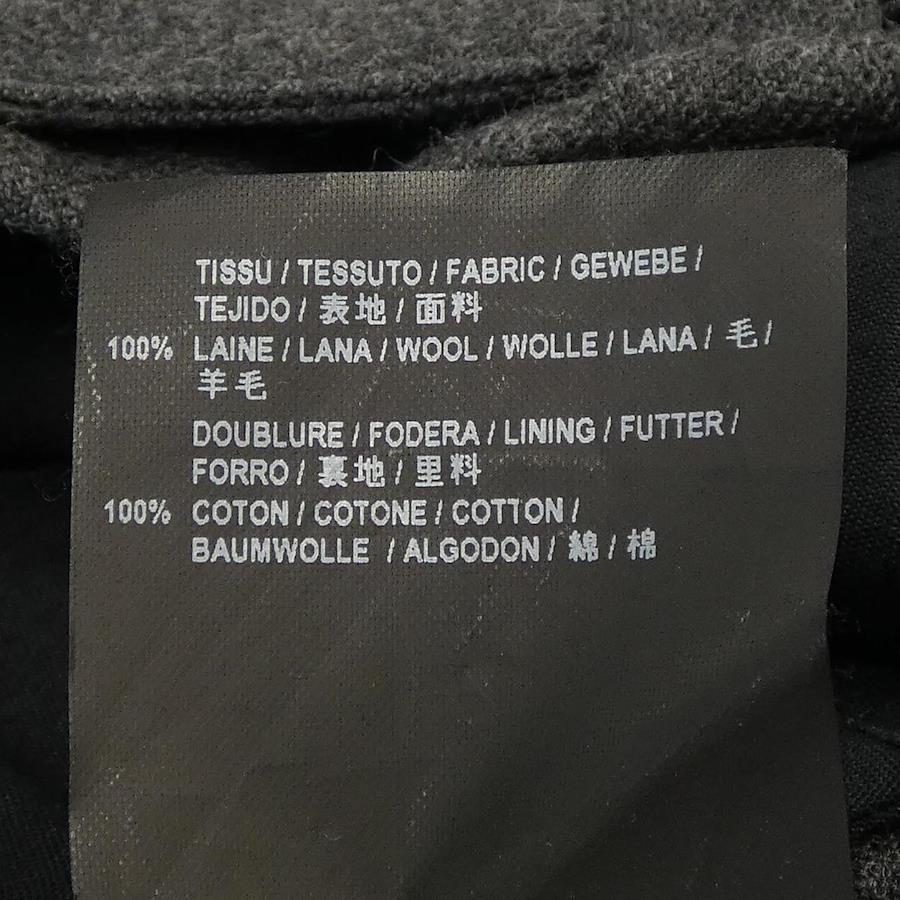 TISSU / TESSUTO / FABRIC / GEWEBE /
TEJIDO / 表地 / 面料
100% LAINE / LANA / WOOL / WOLLE / LANA / 毛 /
羊毛
DOUBLURE / FODERA / LINING / FUTTER /
FORRO / 裏地 / 里料
100% COTON / COTONE / COTTON /
BAUMWOLLE / ALGODON / 綿 / 棉